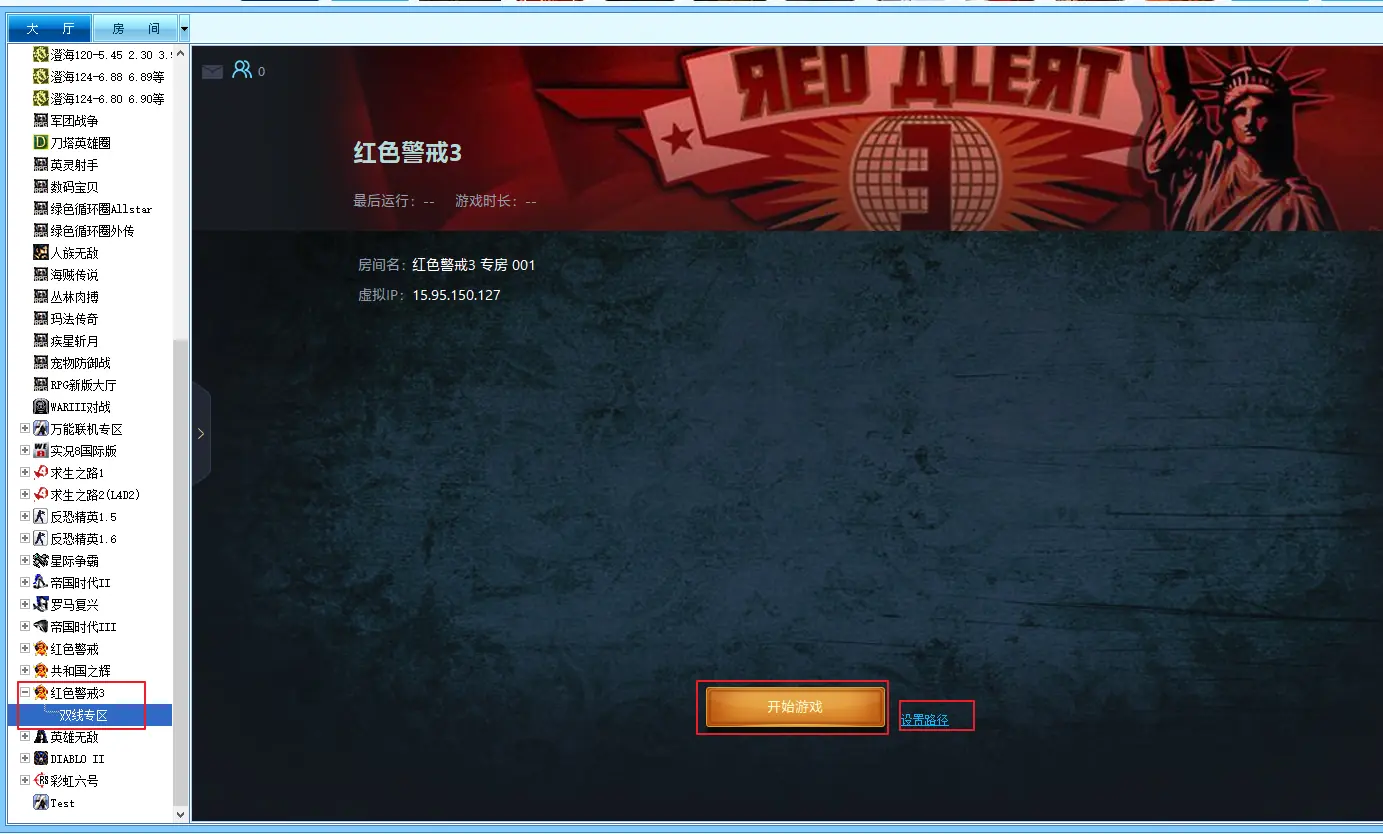 大 厅
房 间
澄海120-5.45 2.30 3.
澄海124-6.88 6.89等
澄海124-6.80 6.90等
军团战争
刀塔英雄圈
英灵射手
数码宝贝
绿色循环圈Allstar
绿色循环圈外传
人族无敌
海贼传说
丛林肉搏
玛法传奇
疾星斩月
宠物防御战
RPG新版大厅
WARIII对战
万能联机专区
实况8国际版
求生之路1
求生之路2(L4D2)
反恐精英1.5
反恐精英1.6
星际争霸
帝国时代II
罗马复兴
帝国时代III
红色警戒
共和国之辉
红色警戒3
双线专区
英雄无敌
DIABLO II
彩虹六号
Test
0
RED ALERT
3
红色警戒3
最后运行：-- 游戏时长：--
房间名：红色警戒3 专房 001
虚拟IP：15.95.150.127
开始游戏
设置路径